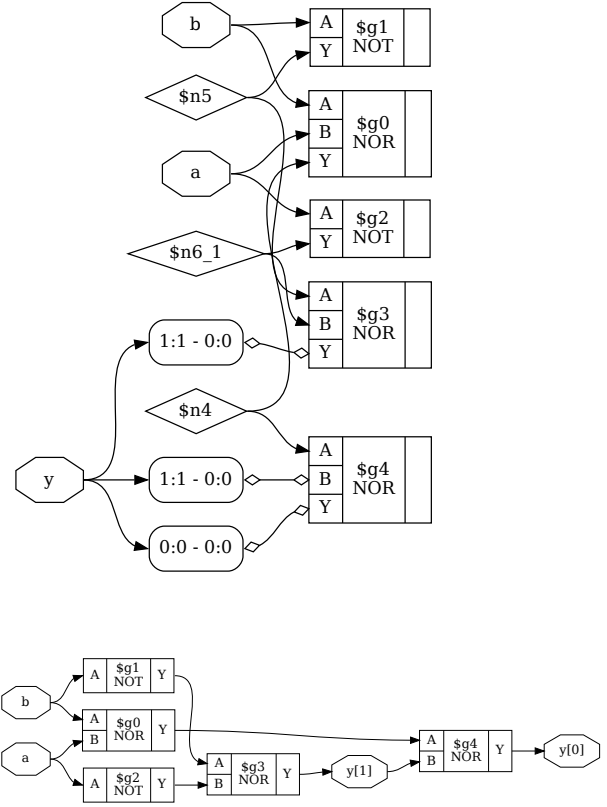 b
A
$g1
NOT
Y
$n5
A
$g0
NOR
B
Y
a
A
$g2
NOT
Y
$n6_1
A
$g3
NOR
B
Y
1:1 - 0:0
$n4
A
$g4
NOR
B
Y
y
1:1 - 0:0
0:0 - 0:0
b
A
$g1
NOT
Y
A
B
$g0
NOR
Y
a
A
$g2
NOT
Y
A
B
$g3
NOR
Y
y[1]
A
B
$g4
NOR
Y
y[0]